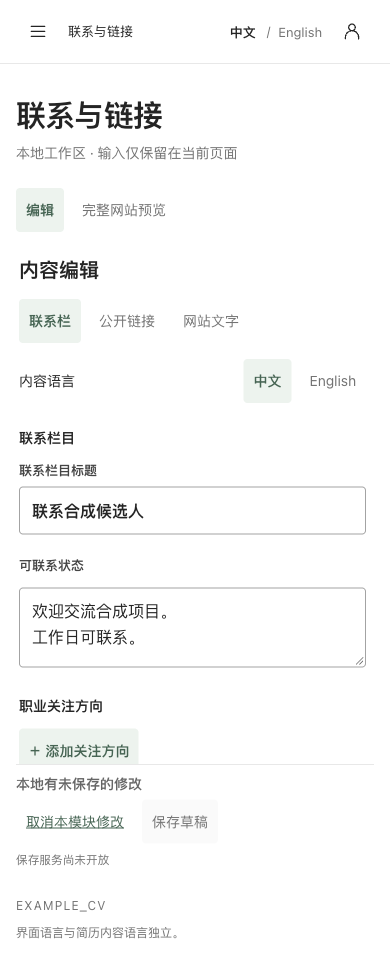 联系与链接
中文 / English
联系与链接
本地工作区 · 输入仅保留在当前页面
编辑 完整网站预览
内容编辑
联系栏 公开链接 网站文字
内容语言 中文 English
联系栏目
联系栏目标题
联系合成候选人
可联系状态
欢迎交流合成项目。
工作日可联系。
职业关注方向
+ 添加关注方向
本地有未保存的修改
取消本模块修改 保存草稿
保存服务尚未开放
EXAMPLE_CV
界面语言与简历内容语言独立。